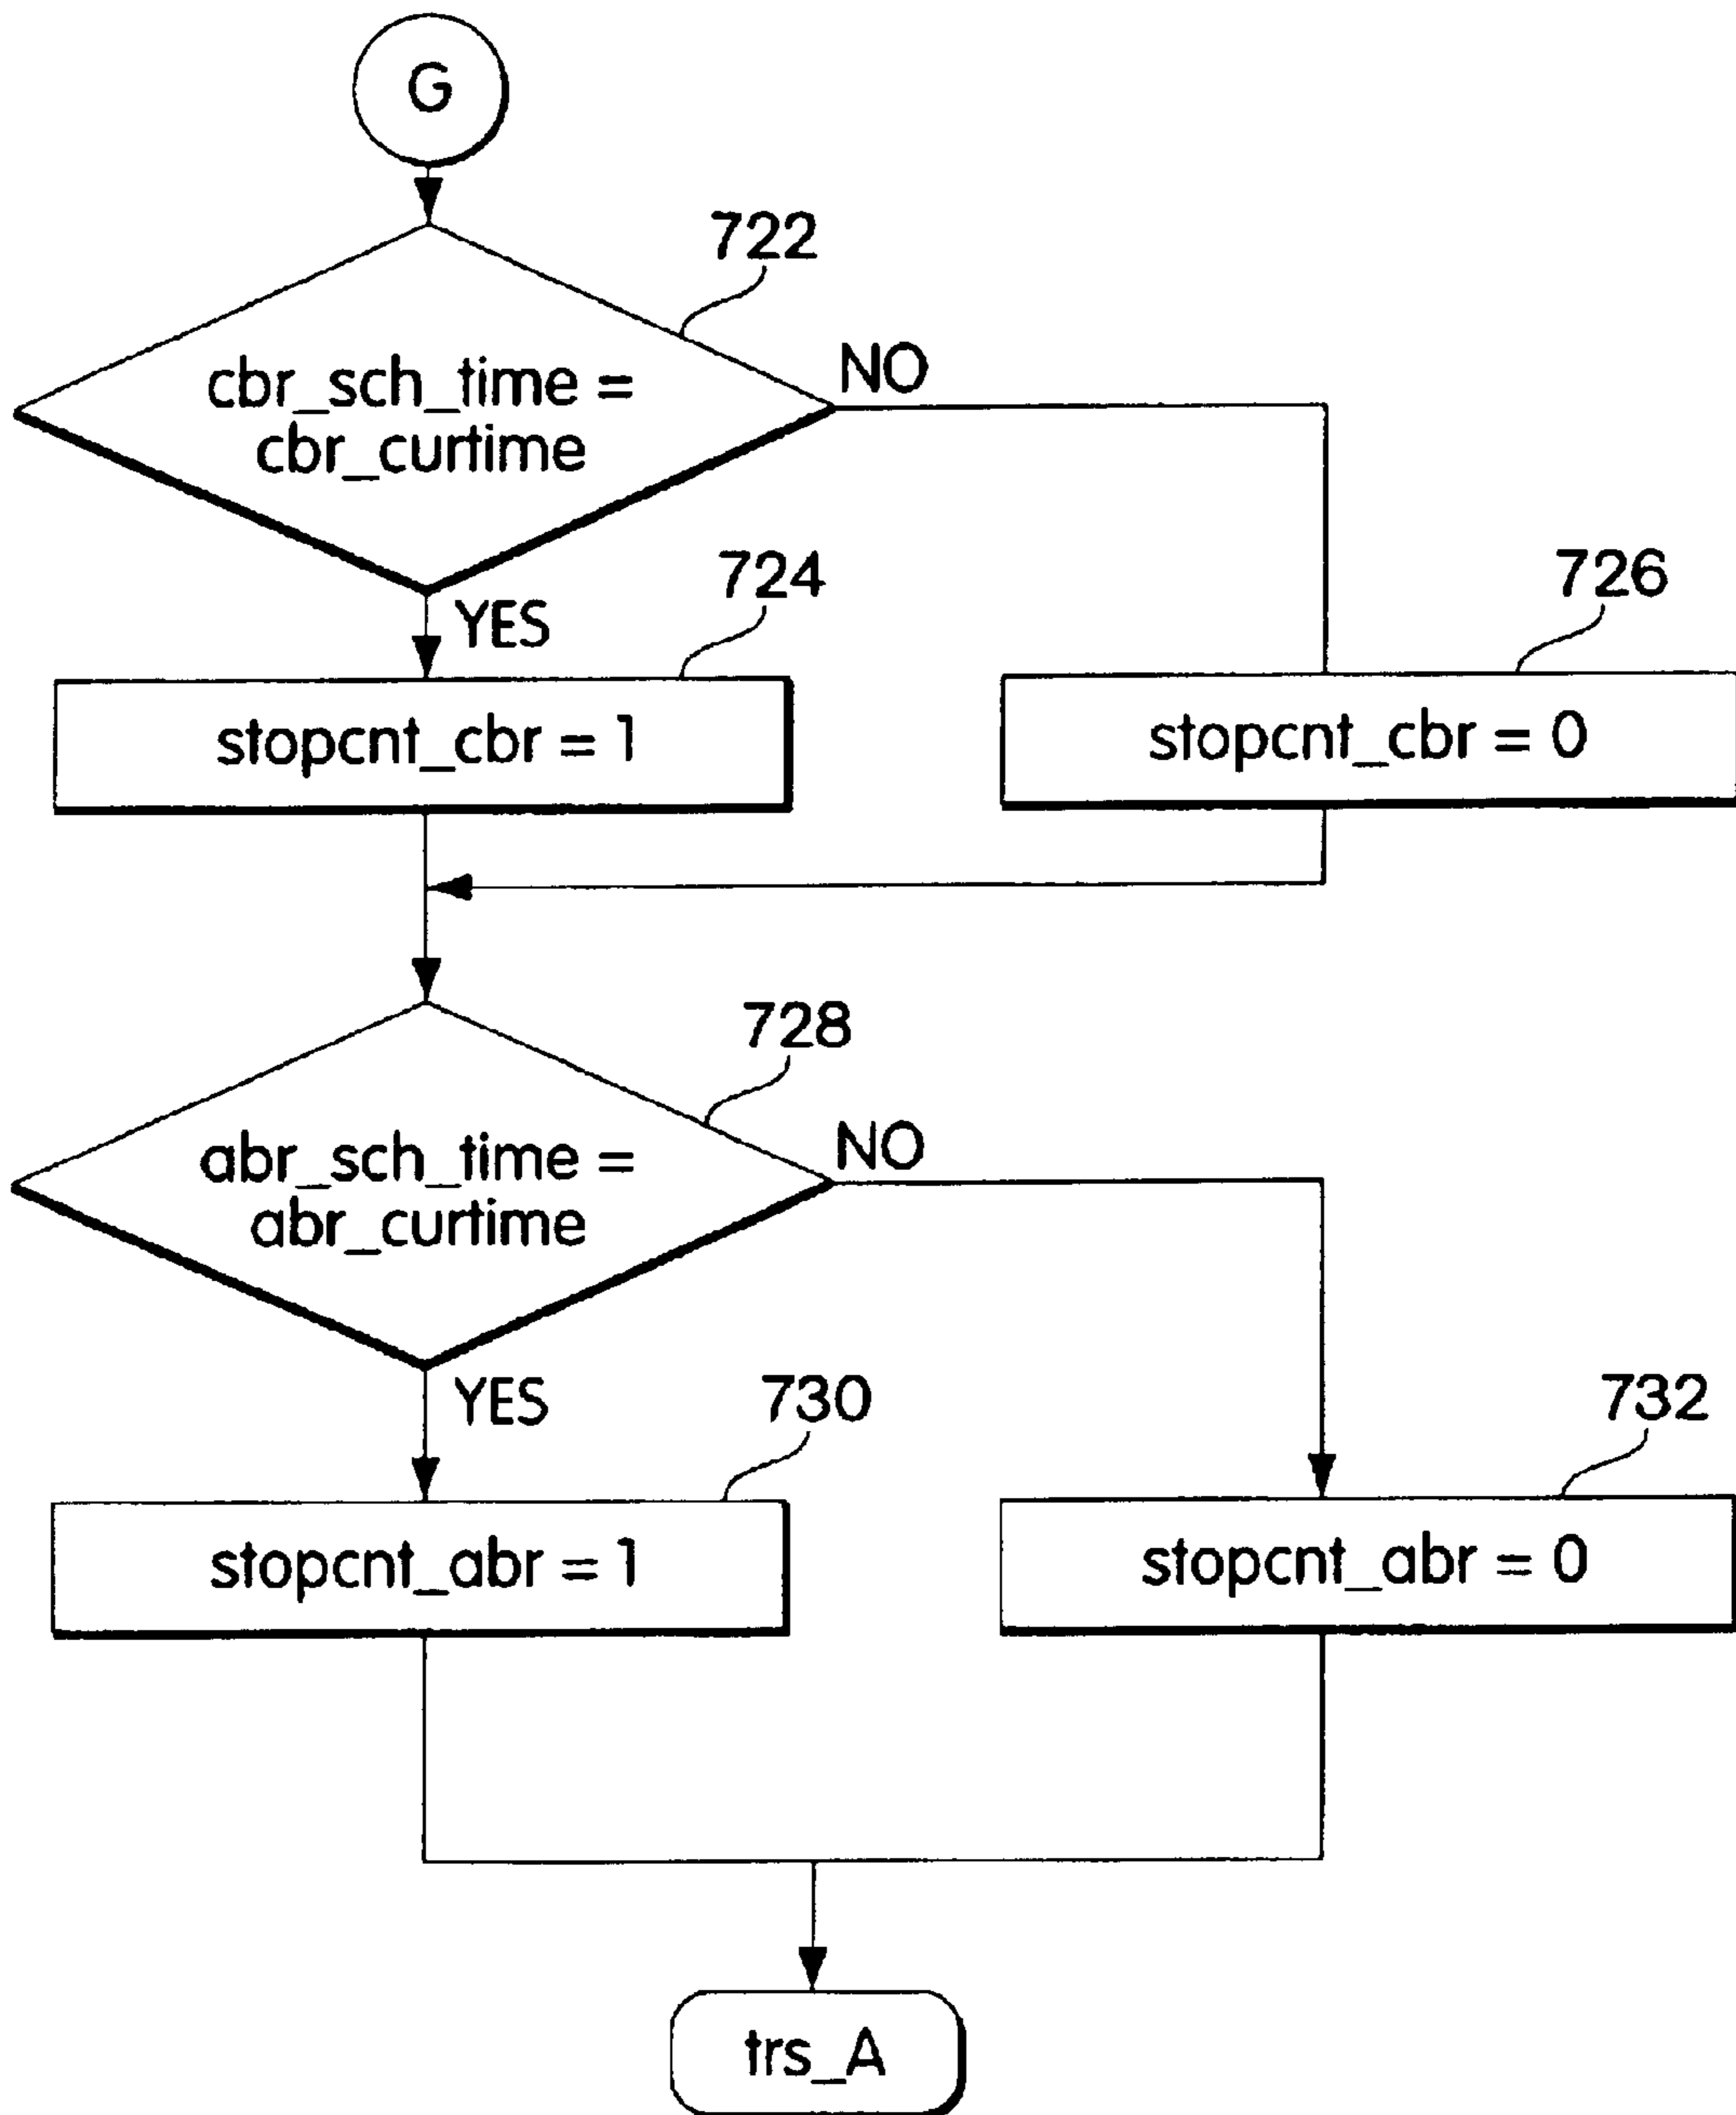 G
722
cbr_sch_time =
cbr_curtime
NO
YES
724
726
stopcnt_cbr = 1
stopcnt_cbr = 0
728
abr_sch_time =
abr_curtime
NO
YES
730
732
stopcnt_abr = 1
stopcnt_abr = 0
trs_A